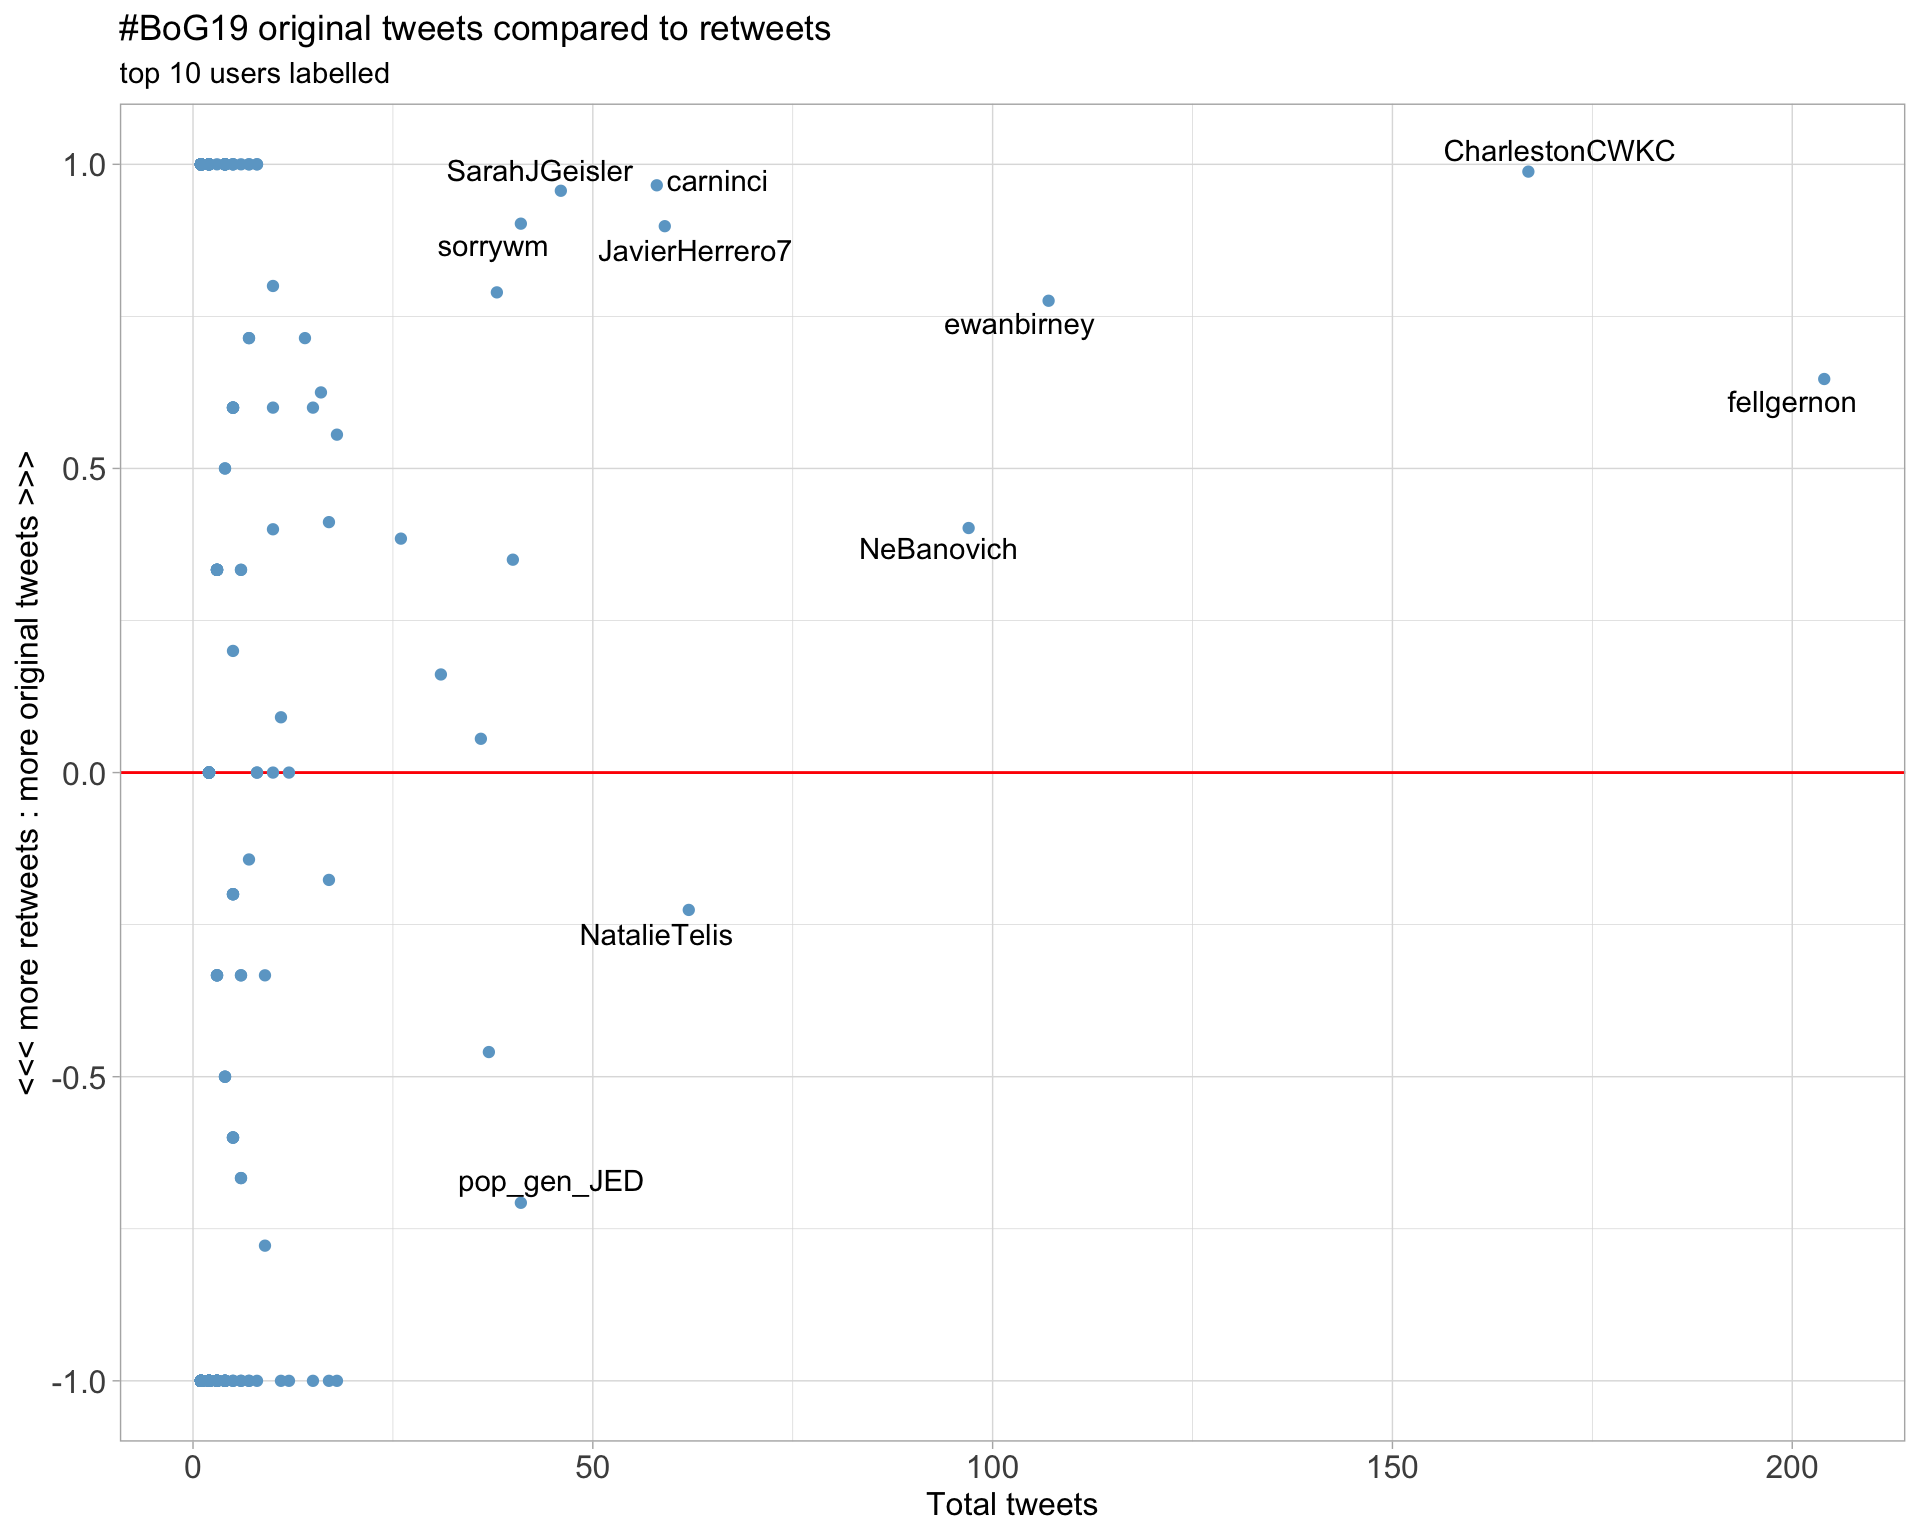 #BoG19 original tweets compared to retweets
top 10 users labelled
<<< more retweets : more original tweets >>>
1.0
0.5
0.0
-0.5
-1.0
CharlestonCWKC
SarahJGeisler
carninci
sorrywm
JavierHerrero7
ewanbirney
fellgernon
NeBanovich
NatalieTelis
pop_gen_JED
0
50
100
150
200
Total tweets